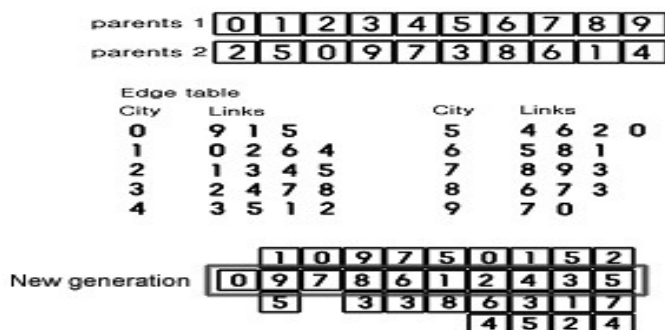 parents 1 0 1 2 3 4 5 6 7 8 9
parents 2 2 5 0 9 7 3 8 6 1 4
Edge table
City Links City Links
0 9 1 5 5 4 6 2 0
1 0 2 6 4 6 5 8 1
2 1 3 4 5 7 8 9 3
3 2 4 7 8 8 6 7 3
4 3 5 1 2 9 7 0
1 0 9 7 5 0 1 5 2
New generation 0 9 7 8 6 1 2 4 3 5
5 3 3 8 6 3 1 7
4 5 2 4